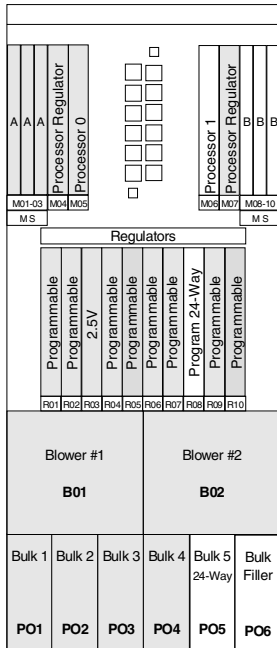 A A A Processor Regulator Processor 0 Processor 1 Processor Regulator B B B
M01-03 M04 M05 M06 M07 M08-10
M S M S
Regulators
Programmable Programmable 2.5V Programmable Programmable Programmable Programmable Program 24-Way Programmable Programmable
R01 R02 R03 R04 R05 R06 R07 R08 R09 R10
Blower #1 Blower #2
B01 B02
Bulk 1 Bulk 2 Bulk 3 Bulk 4 Bulk 5 Bulk
24-Way Filler
PO1 PO2 PO3 PO4 PO5 PO6